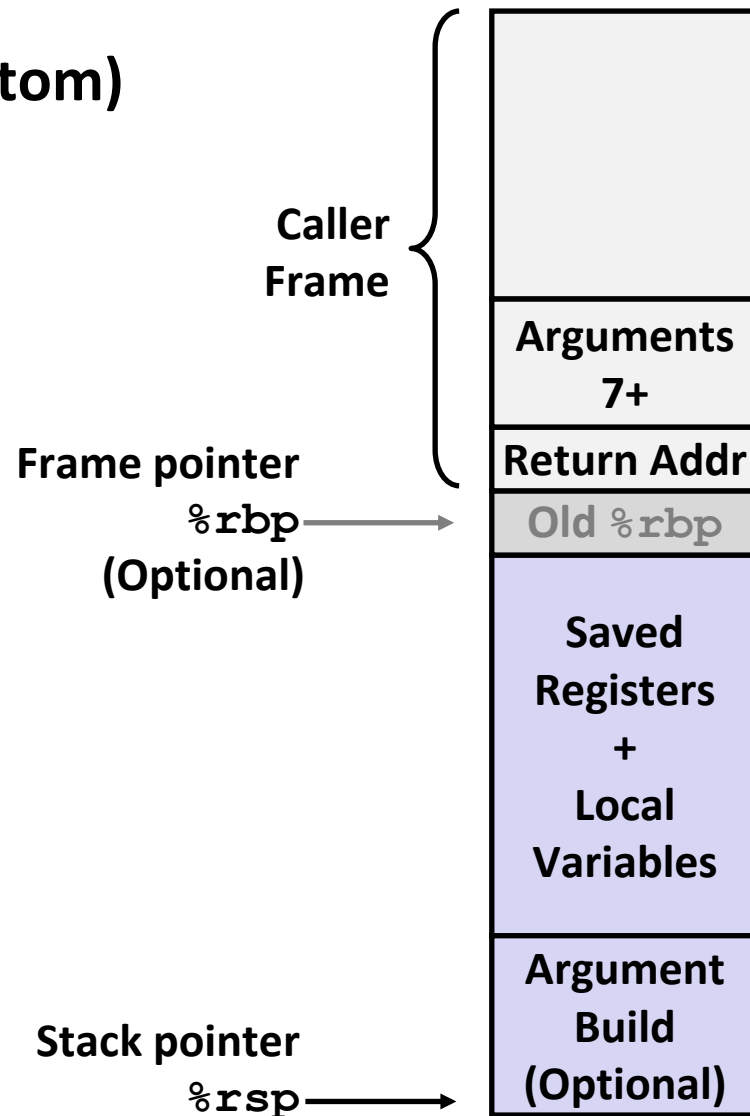 tom)
Caller
Frame
Arguments
7+
Return Addr
Frame pointer
%rbp
(Optional)
Old %rbp
Saved
Registers
+
Local
Variables
Argument
Build
(Optional)
Stack pointer
%rsp